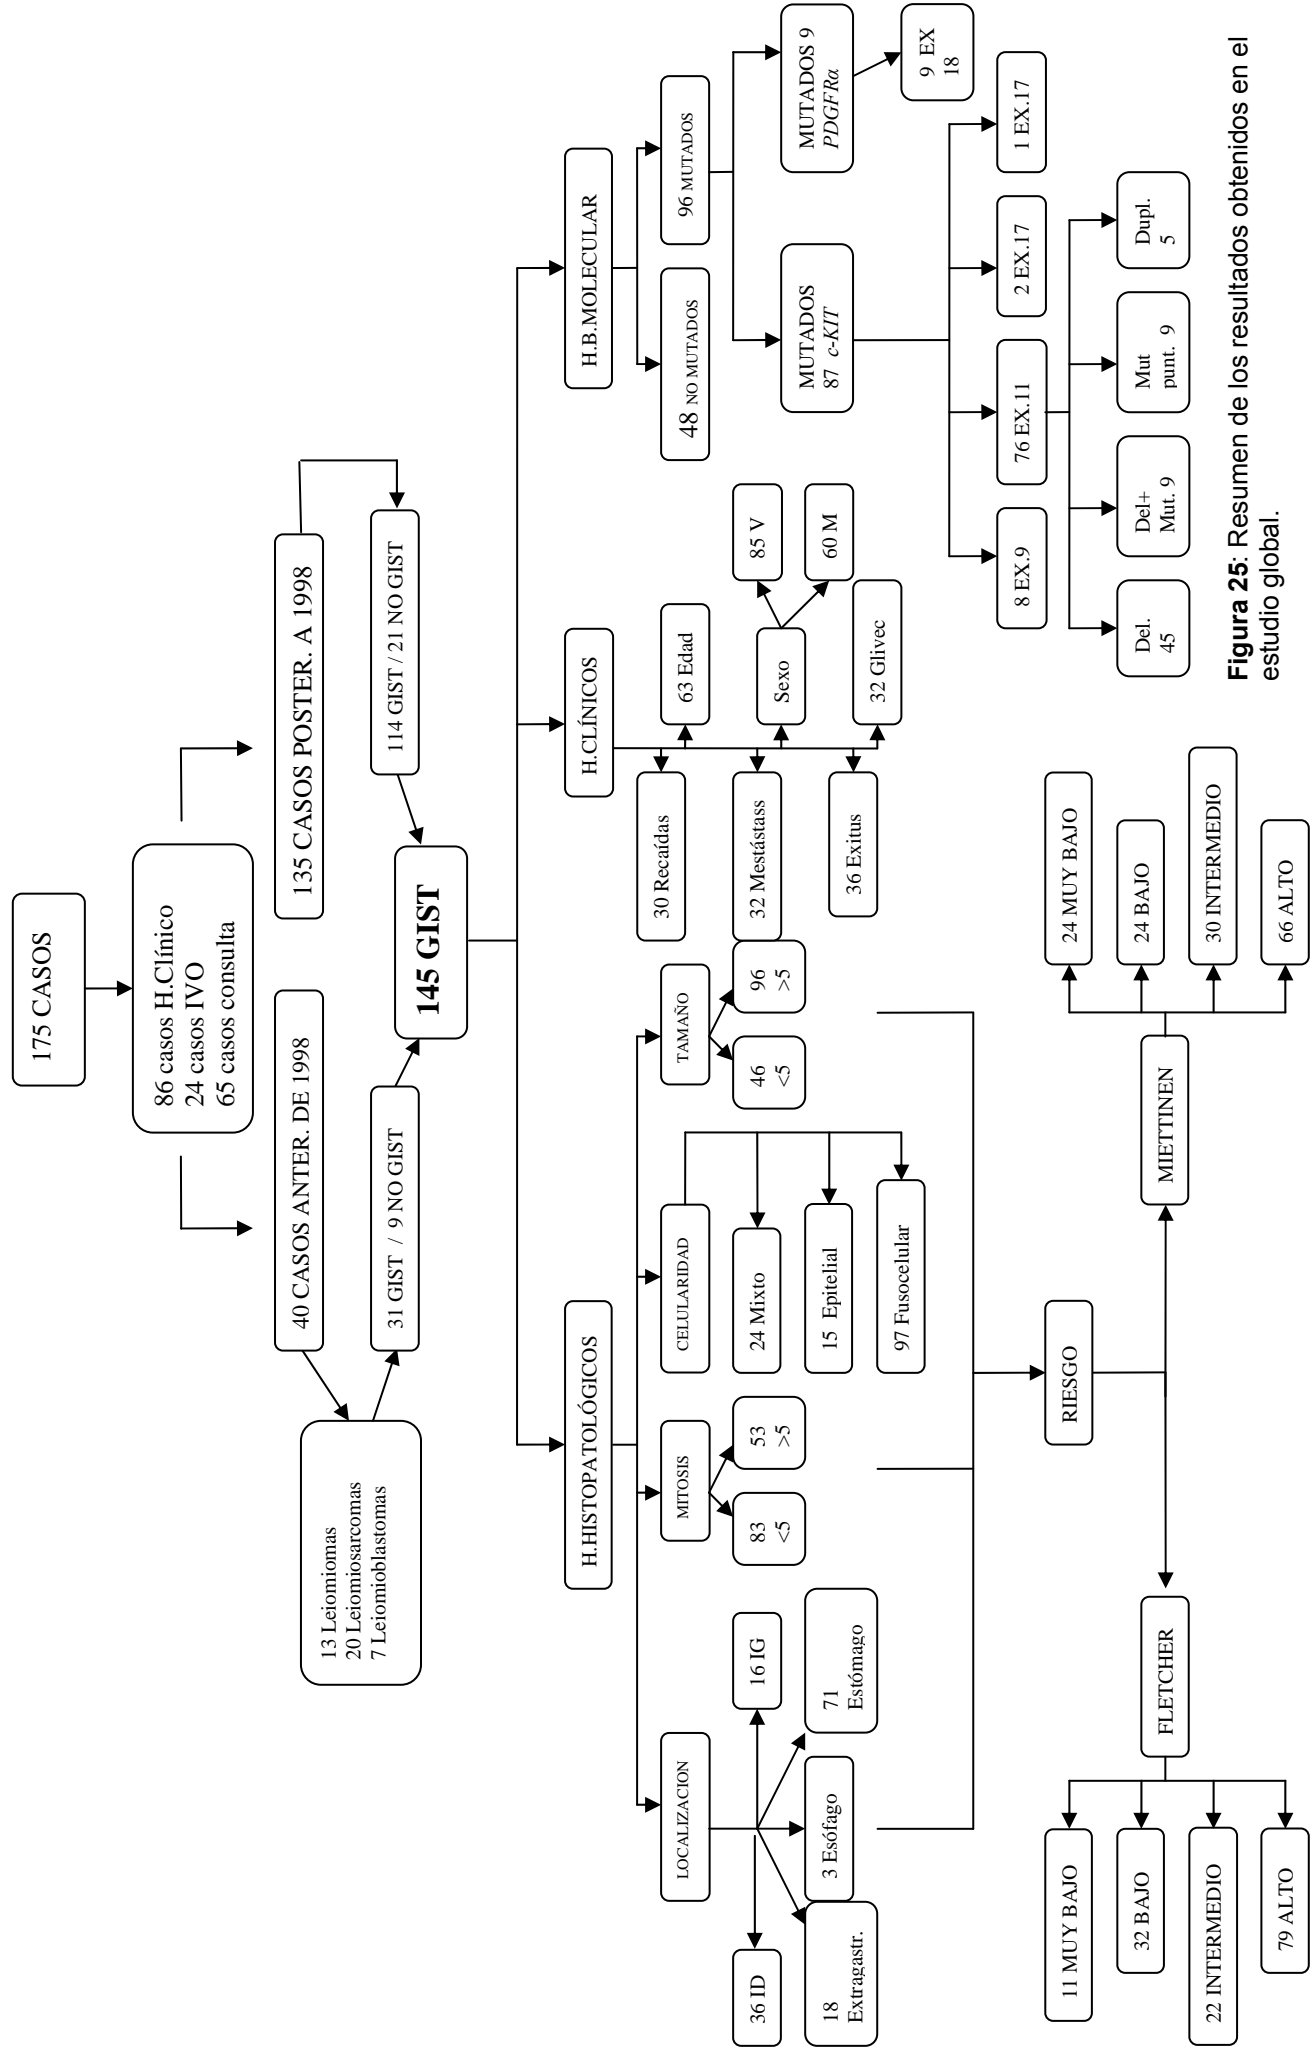 175 CASOS
86 casos H.Clínico
24 casos IVO
65 casos consulta
40 CASOS ANTER. DE 1998
135 CASOS POSTER. A 1998
13 Leiomiomas
20 Leiomiosarcomas
7 Leiomioblastomas
31 GIST / 9 NO GIST
114 GIST / 21 NO GIST
145 GIST
H.HISTOPATOLÓGICOS
H.CLÍNICOS
H.B.MOLECULAR
LOCALIZACION
MITOSIS
CELULARIDAD
TAMAÑO
36 ID
16 IG
18
Extragastr.
3 Esófago
71
Estómago
83
<5
53
>5
24 Mixto
15 Epitelial
97 Fusocelular
46
<5
96
>5
30 Recaídas
63 Edad
32 Mestástass
Sexo
85 V
60 M
36 Exitus
32 Glivec
48 NO MUTADOS
96 MUTADOS
MUTADOS
87 c-KIT
MUTADOS 9
PDGFRα
9 EX
18
8 EX.9
76 EX.11
2 EX.17
1 EX.17
Del.
45
Del+
Mut. 9
Mut
punt. 9
Dupl.
5
RIESGO
FLETCHER
MIETTINEN
11 MUY BAJO
32 BAJO
22 INTERMEDIO
79 ALTO
24 MUY BAJO
24 BAJO
30 INTERMEDIO
66 ALTO
Figura 25: Resumen de los resultados obtenidos en el
estudio global.